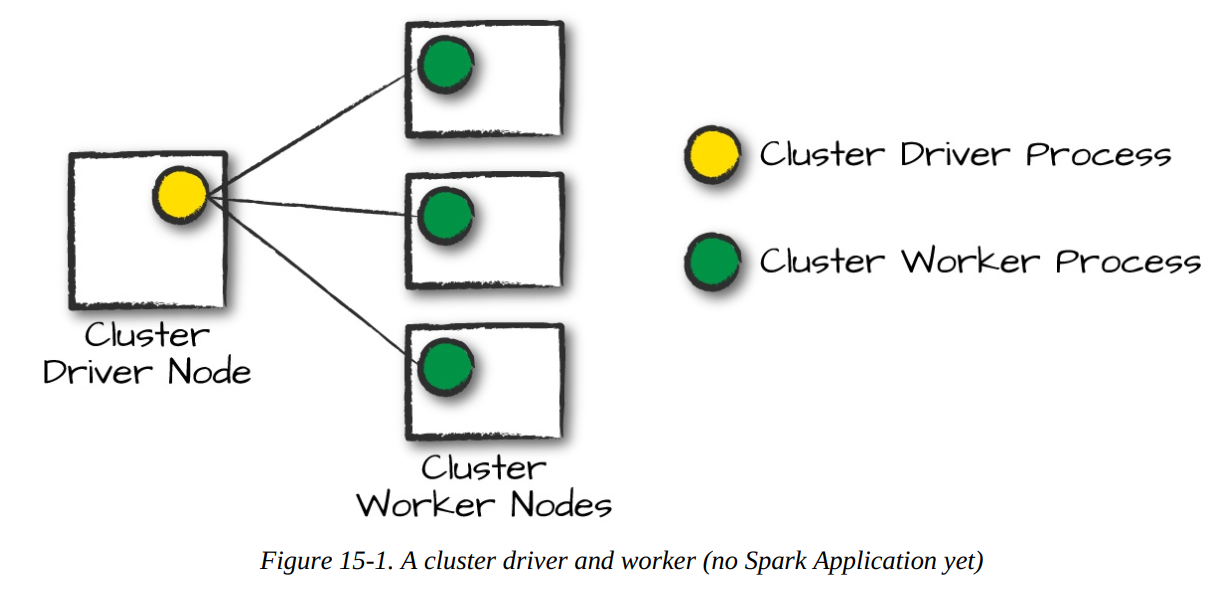 Cluster Driver Process
Cluster Worker Process
Cluster
Driver Node
Cluster
Worker Nodes
Figure 15-1. A cluster driver and worker (no Spark Application yet)